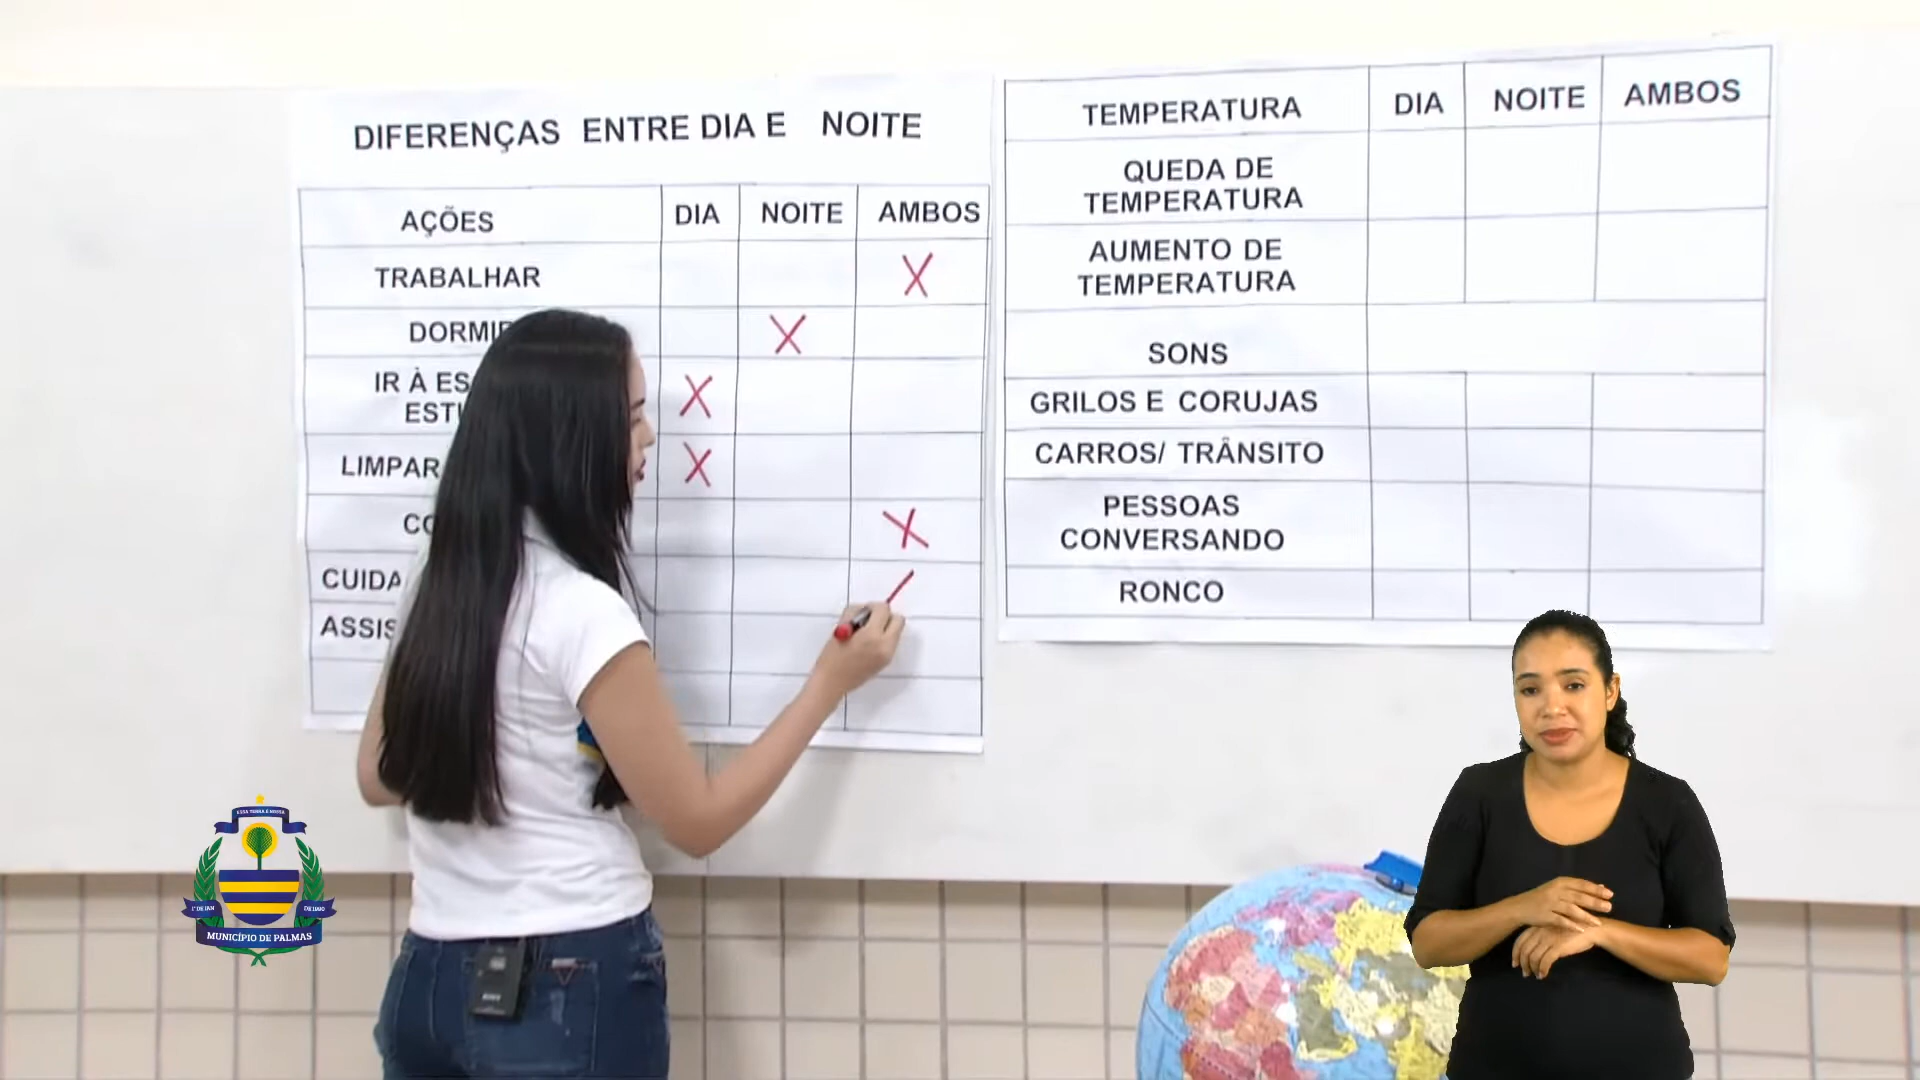 DIFERENÇAS ENTRE DIA E NOITE
AÇÕES DIA NOITE AMBOS
TRABALHAR X
X
IR À X
LIMPAR X
X
TEMPERATURA DIA NOITE AMBOS
QUEDA DE
TEMPERATURA
AUMENTO DE
TEMPERATURA
SONS
GRILOS E CORUJAS
CARROS/ TRÂNSITO
PESSOAS
CONVERSANDO
RONCO
MUNICÍPIO DE PALMAS